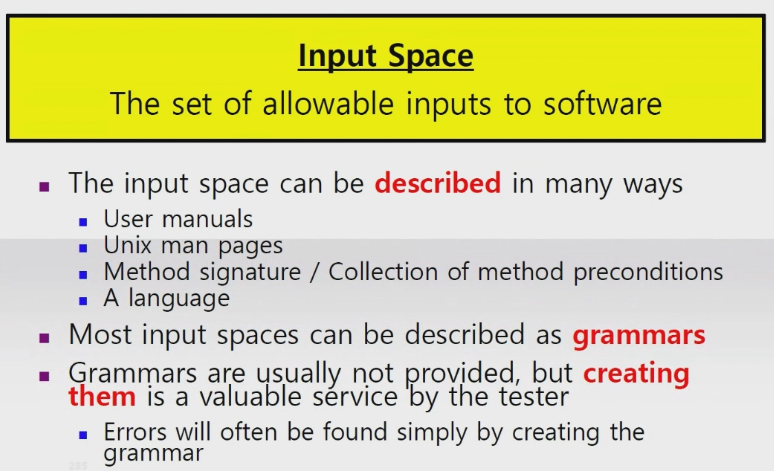 Input Space
The set of allowable inputs to software
The input space can be described in many ways
User manuals
Unix man pages
Method signature / Collection of method preconditions
A language
Most input spaces can be described as grammars
Grammars are usually not provided, but creating
them is a valuable service by the tester
Errors will often be found simply by creating the
grammar